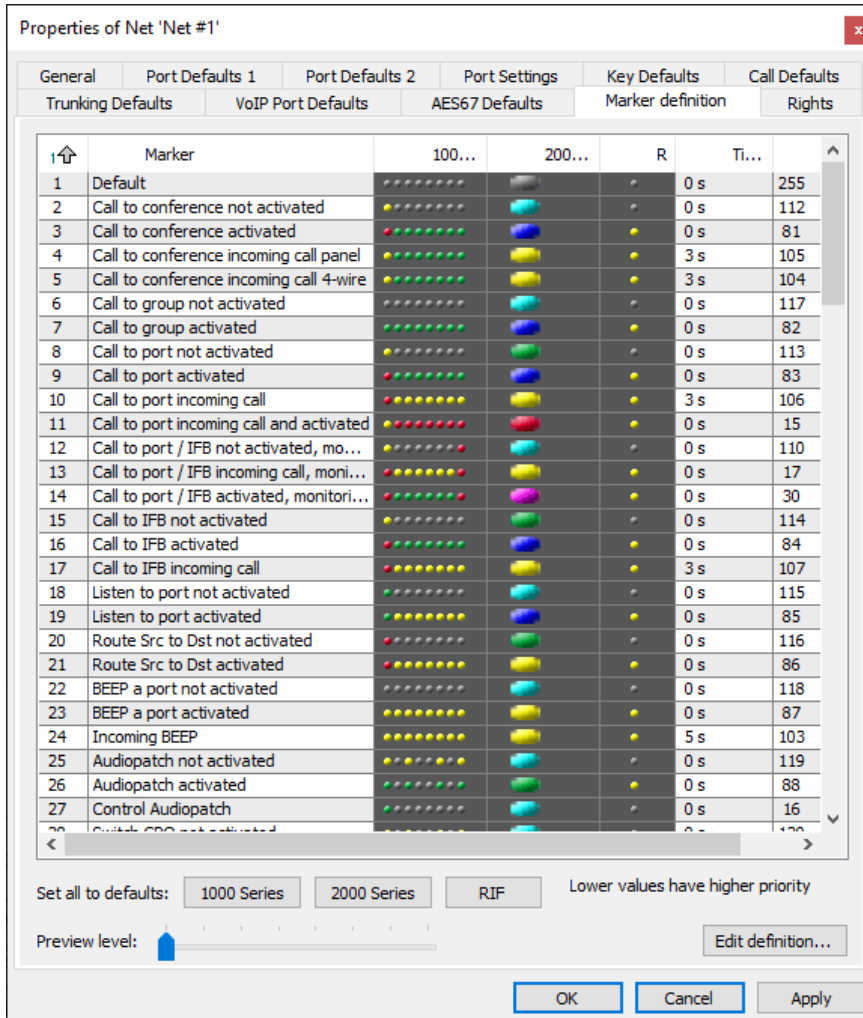 Properties of Net 'Net #1'
x
General Port Defaults 1 Port Defaults 2 Port Settings Key Defaults Call Defaults
Trunking Defaults VoIP Port Defaults AES67 Defaults Marker definition Rights
1 Marker 100... 200... R Ti...
1 Default 0 s 255
2 Call to conference not activated 0 s 112
3 Call to conference activated 0 s 81
4 Call to conference incoming call panel 3 s 105
5 Call to conference incoming call 4-wire 3 s 104
6 Call to group not activated 0 s 117
7 Call to group activated 0 s 82
8 Call to port not activated 0 s 113
9 Call to port activated 0 s 83
10 Call to port incoming call 3 s 106
11 Call to port incoming call and activated 0 s 15
12 Call to port / IFB not activated, mo... 0 s 110
13 Call to port / IFB incoming call, moni... 0 s 17
14 Call to port / IFB activated, monitori... 0 s 30
15 Call to IFB not activated 0 s 114
16 Call to IFB activated 0 s 84
17 Call to IFB incoming call 3 s 107
18 Listen to port not activated 0 s 115
19 Listen to port activated 0 s 85
20 Route Src to Dst not activated 0 s 116
21 Route Src to Dst activated 0 s 86
22 BEEP a port not activated 0 s 118
23 BEEP a port activated 0 s 87
24 Incoming BEEP 5 s 103
25 Audiopatch not activated 0 s 119
26 Audiopatch activated 0 s 88
27 Control Audiopatch 0 s 16
Set all to defaults: 1000 Series 2000 Series RIF Lower values have higher priority
Preview level: Edit definition...
OK Cancel Apply